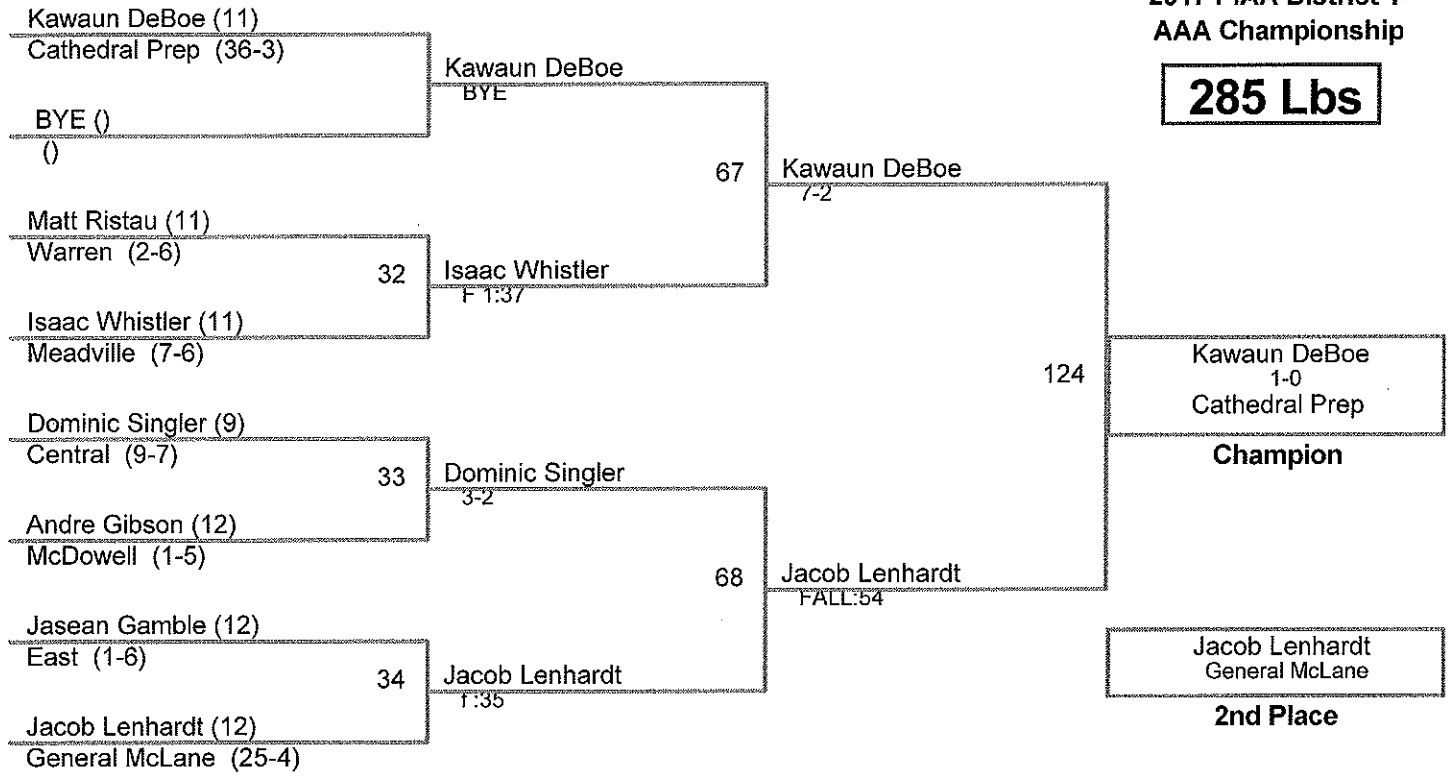 AAA Championship
285 Lbs
Kawaun DeBoe (11)
Cathedral Prep (36-3)
BYE ()
()
Matt Ristau (11)
Warren (2-6)
Isaac Whistler (11)
Meadville (7-6)
Dominic Singler (9)
Central (9-7)
Andre Gibson (12)
McDowell (1-5)
Jasean Gamble (12)
East (1-6)
Jacob Lenhardt (12)
General McLane (25-4)
Kawaun DeBoe
BYE
32
Isaac Whistler
F 1:37
33
Dominic Singler
3-2
34
Jacob Lenhardt
f :35
67
Kawaun DeBoe
7-2
68
Jacob Lenhardt
FALL:54
124
Kawaun DeBoe
1-0
Cathedral Prep
Champion
Jacob Lenhardt
General McLane
2nd Place